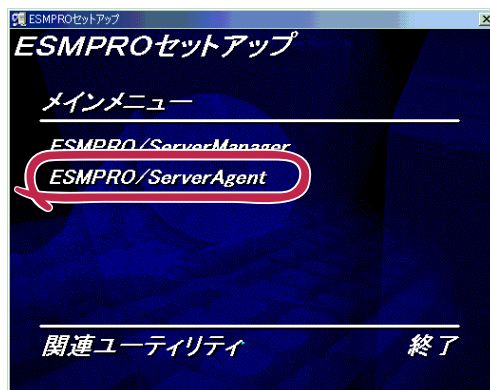 ESMPROセットアップ
ESMPROセットアップ
メインメニュー
ESMPRO/ServerManager
ESMPRO/ServerAgent
関連ユーティリティ
終了